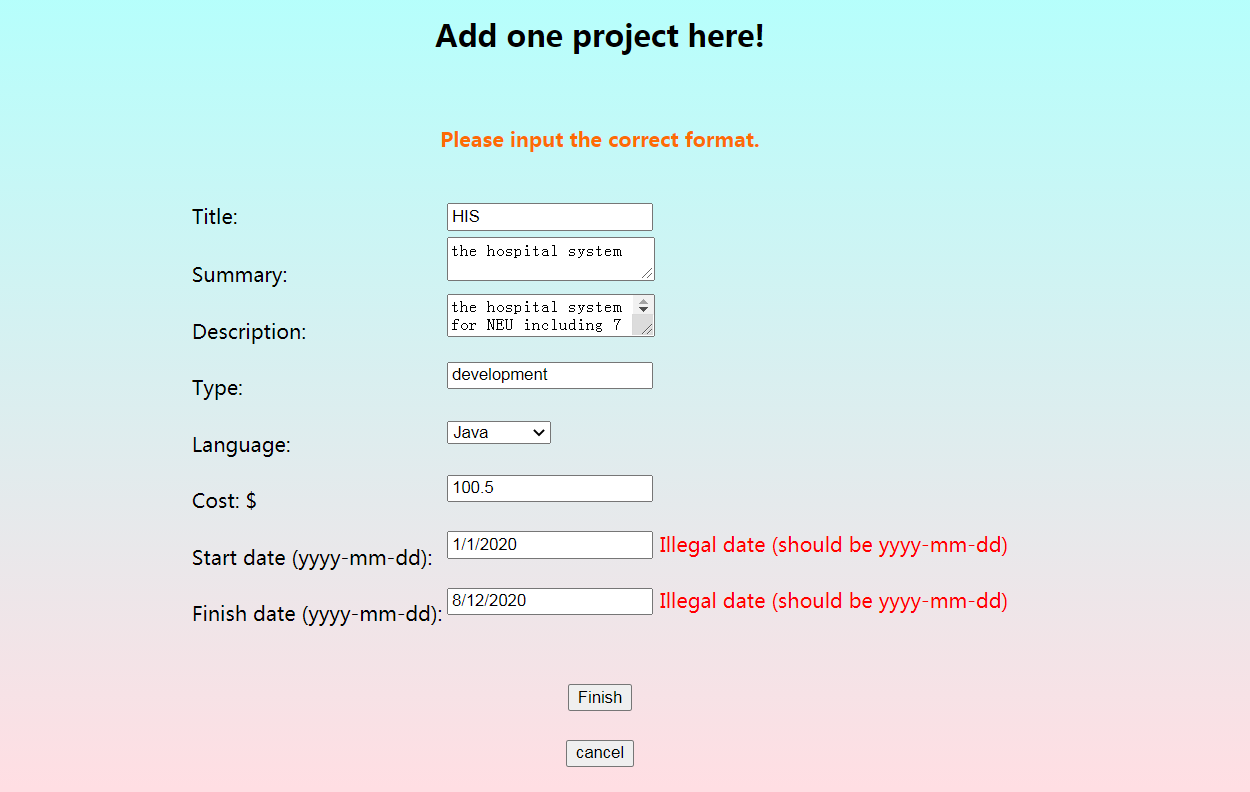 Add one project here!
Please input the correct format.
Title: HIS
Summary: the hospital system
Description: the hospital system
for NEU including 7
Type: development
Language: Java
Cost: $ 100.5
Start date (yyyy-mm-dd): 1/1/2020 Illegal date (should be yyyy-mm-dd)
Finish date (yyyy-mm-dd): 8/12/2020 Illegal date (should be yyyy-mm-dd)
Finish
cancel